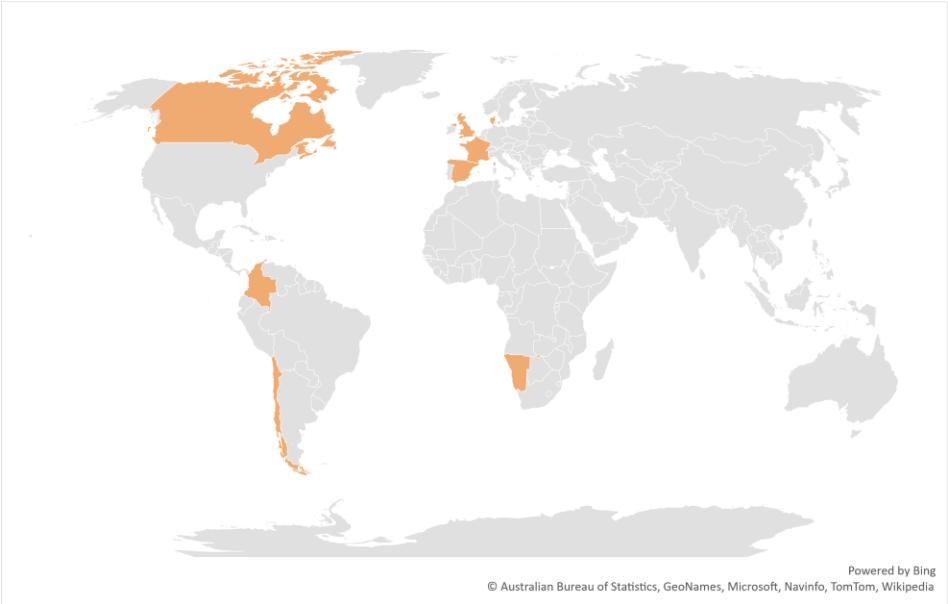 Powered by Bing
© Australian Bureau of Statistics, GeoNames, Microsoft, Navinfo, TomTom, Wikipedia